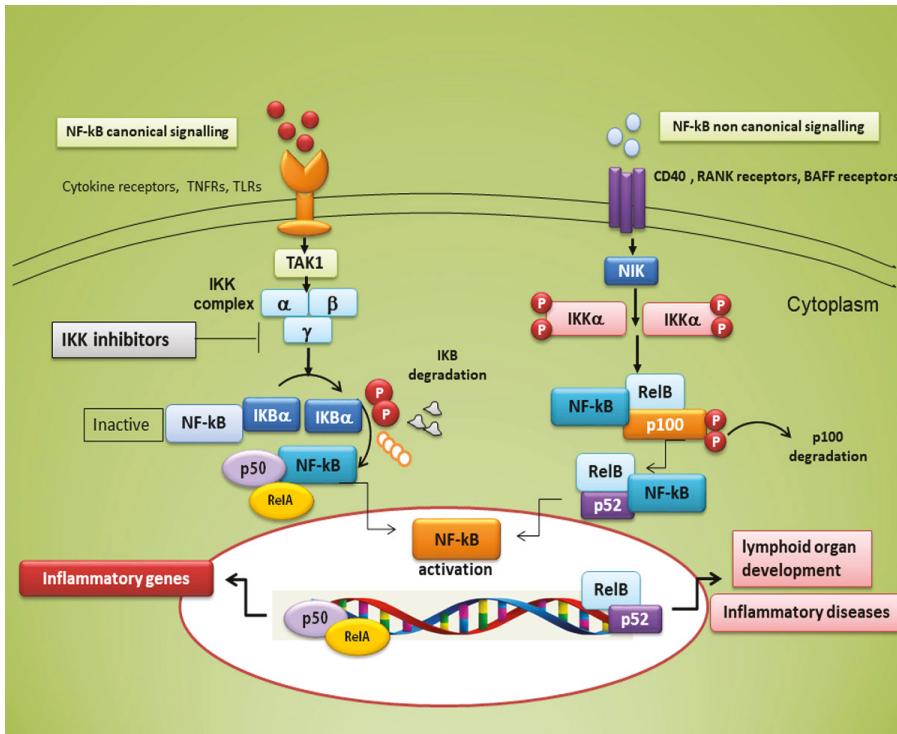 NF-kB canonical signalling
NF-kB non canonical signalling
Cytokine receptors, TNFRs, TLRs
CD40 , RANK receptors, BAFF receptors
TAK1
NIK
IKK
complex
α
β
γ
P
P
IKKα
IKKα
P
P
Cytoplasm
IKK inhibitors
IKB
degradation
P
P
Inactive
NF-kB
IKBα
IKBα
RelB
NF-kB
p100
P
P
p100
degradation
p50
NF-kB
RelA
RelB
p52
NF-kB
NF-kB
activation
Inflammatory genes
lymphoid organ
development
Inflammatory diseases
p50
RelA
RelB
p52